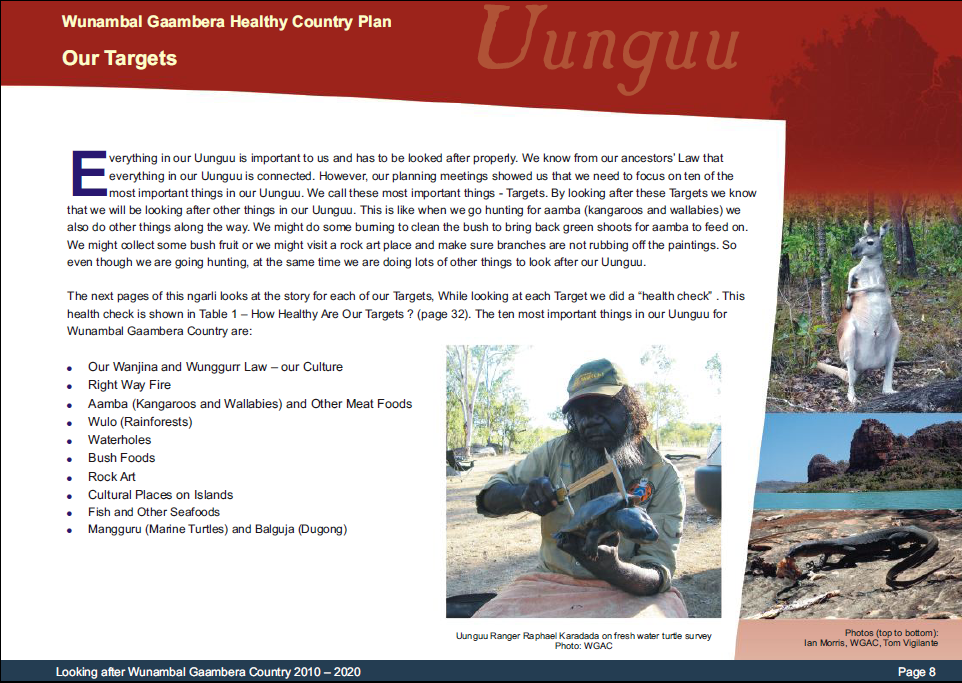 Wunambal Gaambera Healthy Country Plan
Our Targets
Uunguu
Everything in our Uunguu is important to us and has to be looked after properly. We know from our ancestors' Law that
everything in our Uunguu is connected. However, our planning meetings showed us that we need to focus on ten of the
most important things in our Uunguu. We call these most important things - Targets. By looking after these Targets we know
that we will be looking after other things in our Uunguu. This is like when we go hunting for aamba (kangaroos and wallabies) we
also do other things along the way. We might do some burning to clean the bush to bring back green shoots for aamba to feed on.
We might collect some bush fruit or we might visit a rock art place and make sure branches are not rubbing off the paintings. So
even though we are going hunting, at the same time we are doing lots of other things to look after our Uunguu.
The next pages of this ngarli looks at the story for each of our Targets, While looking at each Target we did a “health check” . This
health check is shown in Table 1 – How Healthy Are Our Targets ? (page 32). The ten most important things in our Uunguu for
Wunambal Gaambera Country are:
• Our Wanjina and Wunggurr Law – our Culture
• Right Way Fire
• Aamba (Kangaroos and Wallabies) and Other Meat Foods
• Wulo (Rainforests)
• Waterholes
• Bush Foods
• Rock Art
• Cultural Places on Islands
• Fish and Other Seafoods
• Mangguru (Marine Turtles) and Balguja (Dugong)
Uunguu Ranger Raphael Karadada on fresh water turtle survey
Photo: WGAC
Photos (top to bottom):
Ian Morris, WGAC, Tom Vigilante
Looking after Wunambal Gaambera Country 2010 – 2020
Page 8